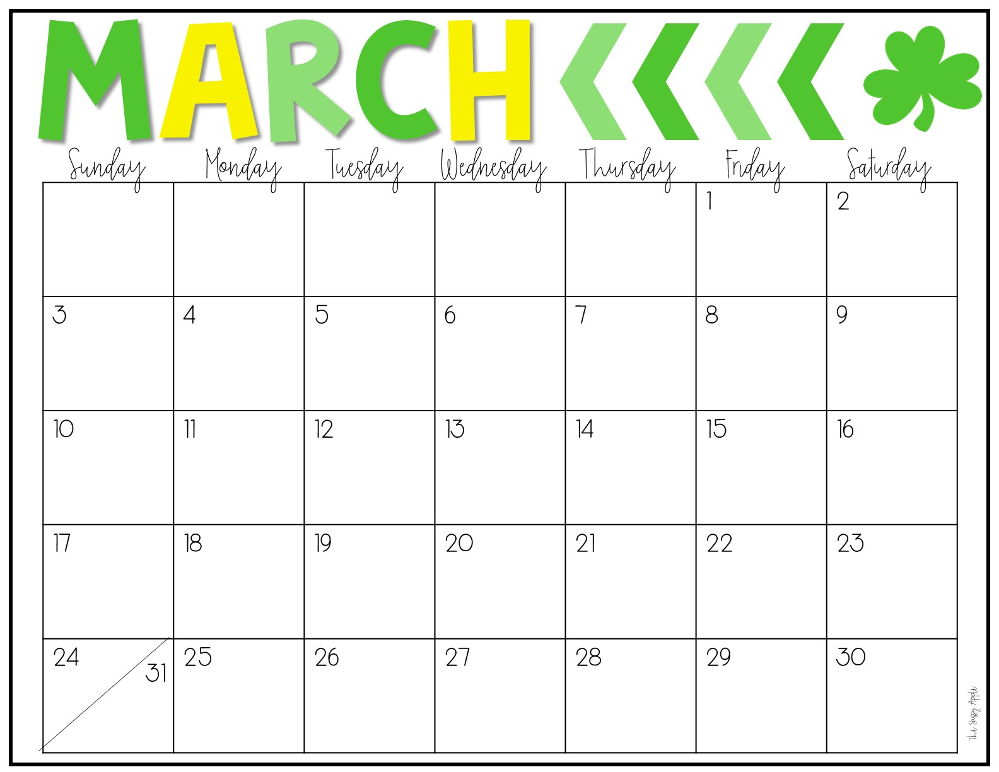 MARCH
Sunday Monday Tuesday Wednesday Thursday Friday Saturday
1 2
3 4 5 6 7 8 9
10 11 12 13 14 15 16
17 18 19 20 21 22 23
24 31 25 26 27 28 29 30
The Sassy Apple